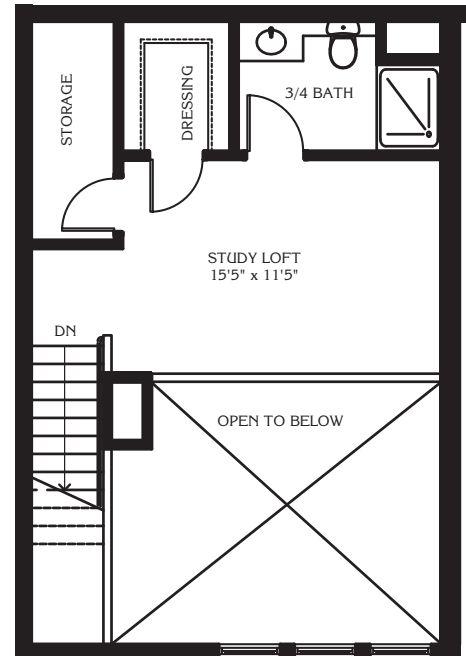 STORAGE
DRESSING
3/4 BATH
STUDY LOFT
15'5" x 11'5"
DN
OPEN TO BELOW